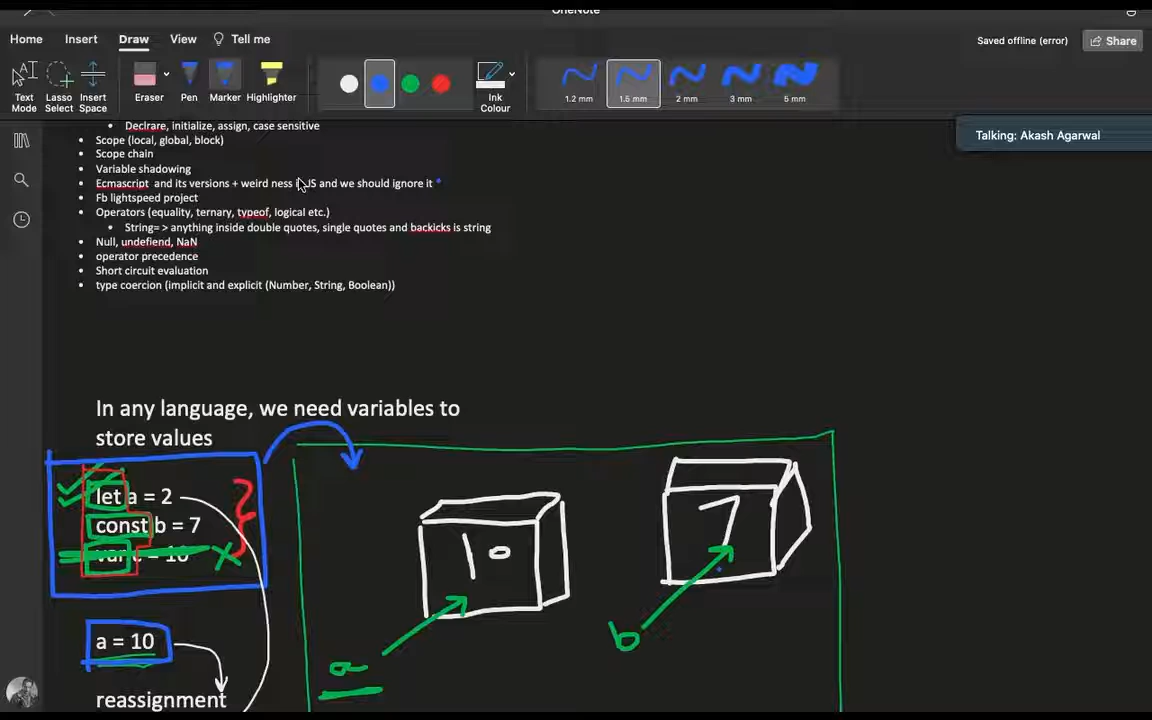 OneNote
Home Insert Draw View Tell me
Saved offline (error) Share
Text Mode
Lasso Select
Insert Space
Eraser
Pen
Marker
Highlighter
Ink Colour
1.2 mm 1.5 mm 2 mm 3 mm 5 mm
Talking: Akash Agarwal
Declrare, initialize, assign, case sensitive
Scope (local, global, block)
Scope chain
Variable shadowing
Ecmascript and its versions + weird ness JS and we should ignore it
Fb lightspeed project
Operators (equality, ternary, typeof, logical etc.)
String= > anything inside double quotes, single quotes and backicks is string
Null, undefiend, NaN
operator precedence
Short circuit evaluation
type coercion (implicit and explicit (Number, String, Boolean))
In any language, we need variables to
store values
let a = 2
const b = 7
var c = 10
10
7
a
b
a = 10
reassignment